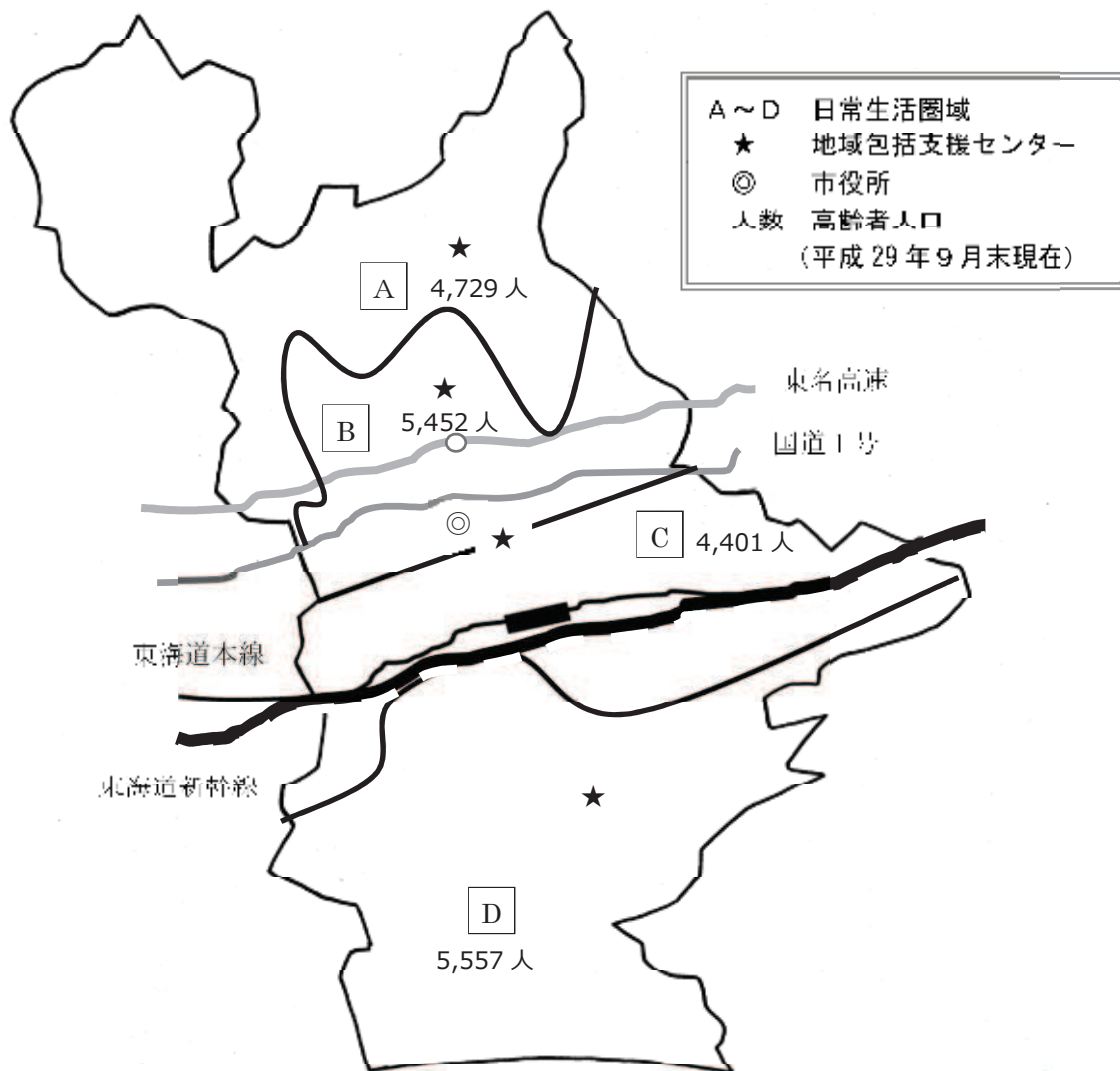 A～D 日常生活圏域
★ 地域包括支援センター
◎ 市役所
人数 高齢者人口
(平成29年９月末現在)
★
A 4,729人
★
B 5,452人
東名高速
国道１号
◎ ★
C 4,401人
東海道本線
東海道新幹線
★
D
5,557人